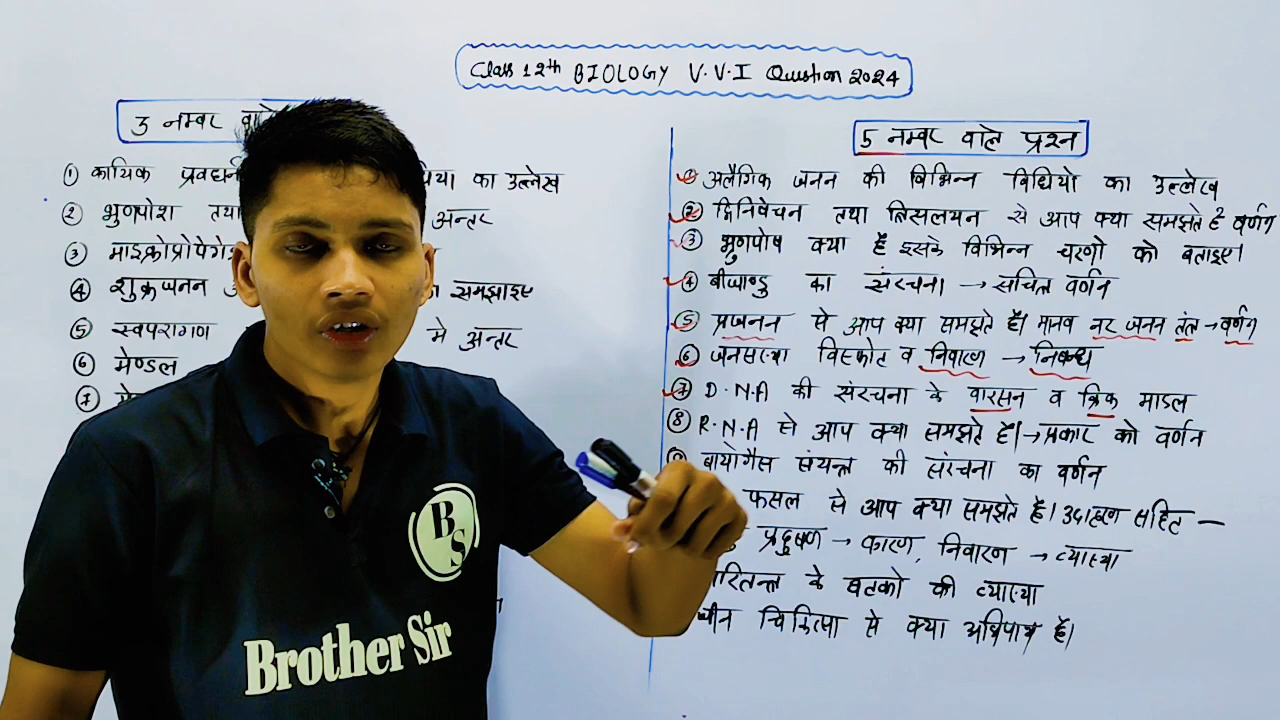 Class 12th BIOLOGY V.V.I Question 2024
3 नम्बर
① कायिक प्रवर्धन
का उल्लेख
② भ्रुणपोश तथा
अन्तर
③ माइक्रोप्रोपेगे
④ शुक्रजनन
समझाइए
⑤ स्वपरागण
मे अन्तर
⑥ मेण्डल
⑦
5 नम्बर वाले प्रश्न
① अलैगिक जनन की विभिन्न विधियो का उल्लेख
② द्विनिषेचन तथा त्रिसलयन से आप क्या समझते है वर्णन
③ भ्रुणपोष क्या है इसके विभिन्न चरणो को बताइए।
④ बीजाण्डु का संरचना → सचित्र वर्णन
⑤ प्रजनन से आप क्या समझते है। मानव नर जनन तंत्र → वर्णन
⑥ जनसंख्या विस्फोट व निवारण → निबन्ध
⑦ D.N.A की संरचना के वारसन व क्रिक माडल
⑧ R.N.A से आप क्या समझते है। → प्रकार को वर्णन
बायोगैस संयन्त्र की संरचना का वर्णन
फसल से आप क्या समझते है। उदाहरण सहित —
प्रदुषण → कारण, निवारण → व्याख्या
के घटको की व्याख्या
चिकित्सा से क्या अभिप्राय है।
BS
Brother Sir